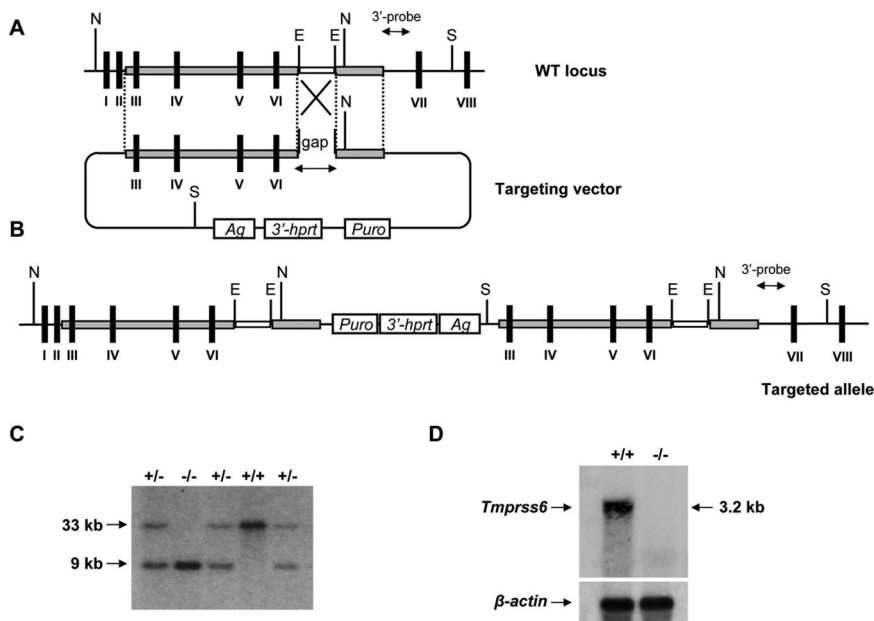 A
N E E N 3'-probe S
WT locus
I II III IV V VI VII VIII
gap N
III IV V VI
Targeting vector
S
Ag 3'-hprt Puro
B
N E E N S E E N 3'-probe S
Puro 3'-hprt Ag
I II III IV V VI III IV V VI VII VIII
Targeted allele
C
+/- -/- +/- +/+ +/-
33 kb
9 kb
D
+/+ -/-
Tmprss6 3.2 kb
β-actin